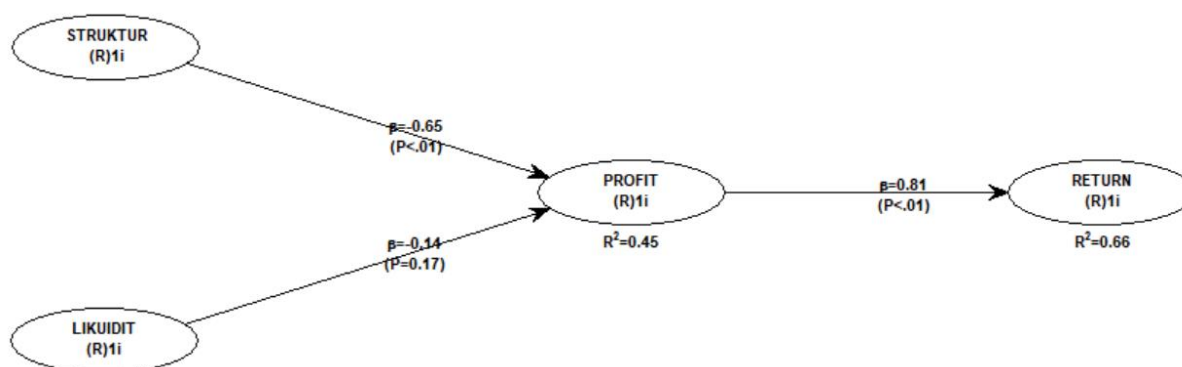 STRUKTUR
(R)1i
β=-0.65
(P<.01)
PROFIT
(R)1i
R²=0.45
β=0.81
(P<.01)
RETURN
(R)1i
R²=0.66
β=-0.14
(P=0.17)
LIKUIDIT
(R)1i